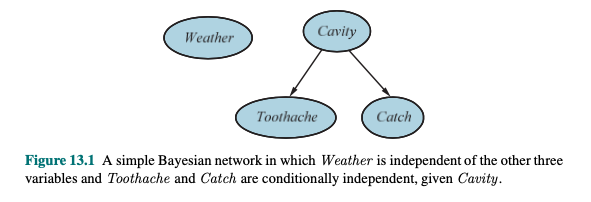 Weather
Cavity
Toothache
Catch
Figure 13.1 A simple Bayesian network in which Weather is independent of the other three
variables and Toothache and Catch are conditionally independent, given Cavity.